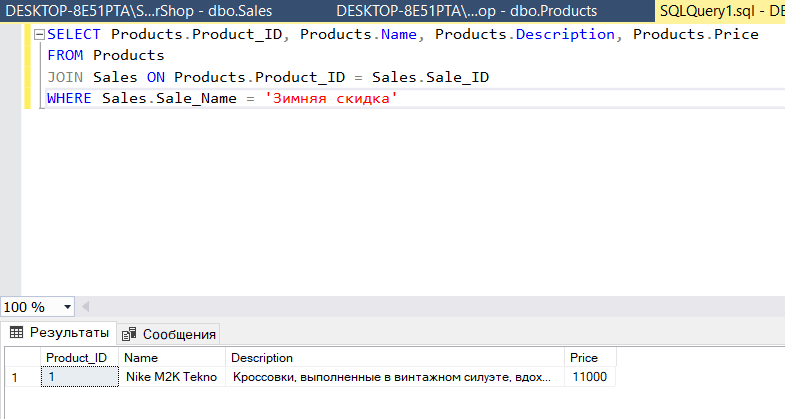 DESKTOP-8E51PTA\S...rShop - dbo.Sales DESKTOP-8E51PTA\...op - dbo.Products SQLQuery1.sql - DE
SELECT Products.Product_ID, Products.Name, Products.Description, Products.Price
FROM Products
JOIN Sales ON Products.Product_ID = Sales.Sale_ID
WHERE Sales.Sale_Name = 'Зимняя скидка'
100 %
Результаты Сообщения
Product_ID Name Description Price
1 1 Nike M2K Tekno Кроссовки, выполненные в винтажном силуэте, вдох... 11000